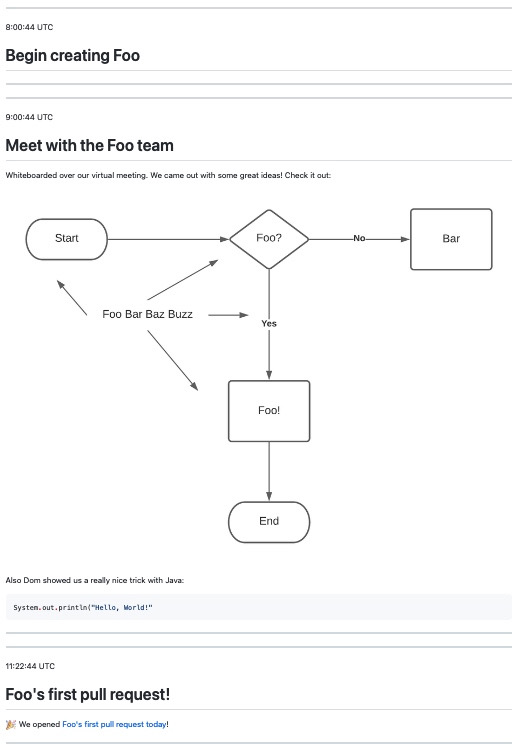 8:00:44 UTC
Begin creating Foo
9:00:44 UTC
Meet with the Foo team
Whiteboarded over our virtual meeting. We came out with some great ideas! Check it out:
Start
Foo?
No
Bar
Foo Bar Baz Buzz
Yes
Foo!
End
Also Dom showed us a really nice trick with Java:
System.out.println("Hello, World!"
11:22:44 UTC
Foo's first pull request!
🎉 We opened Foo's first pull request today!